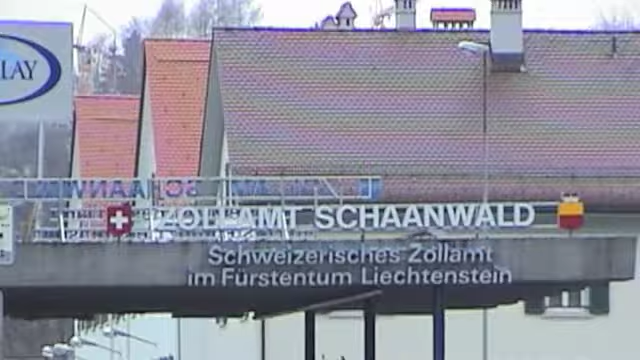 LAY
ZOLLAMT SCHAANWALD
Schweizerisches Zollamt
im Fürstentum Liechtenstein